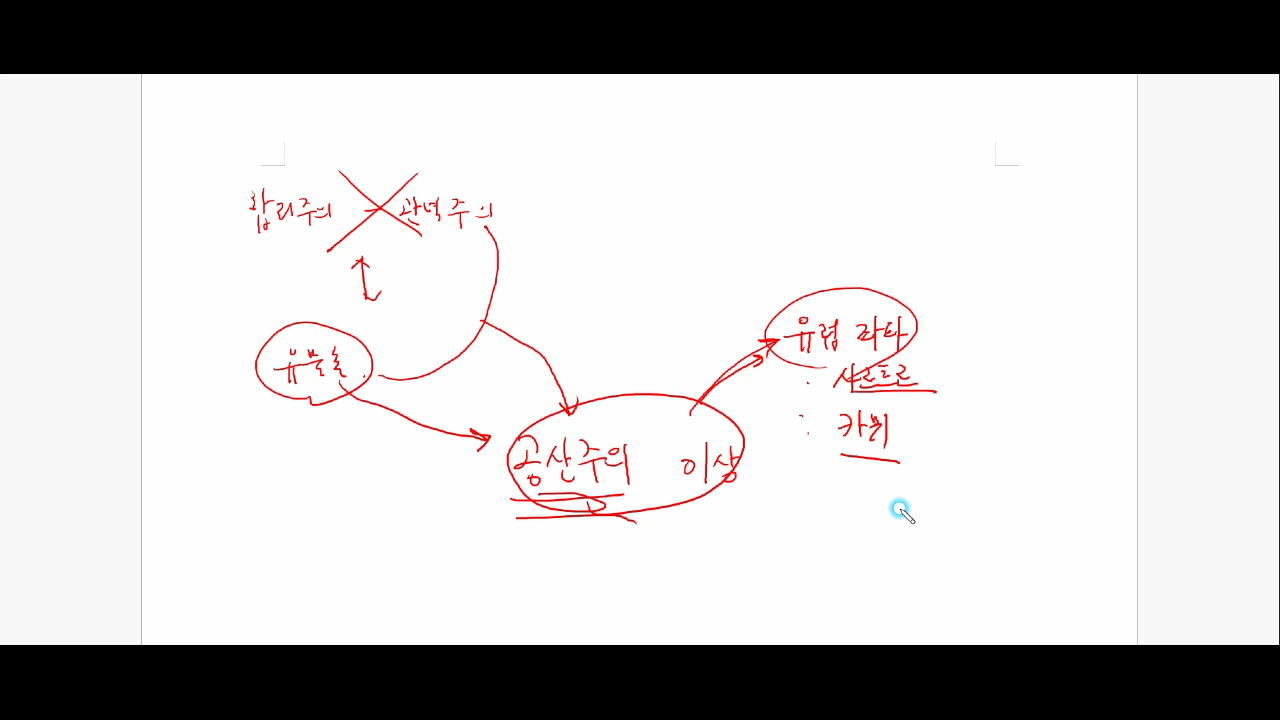 합리주의 - 관념주의
유물론
공산주의 이상
유럽 좌파
: 사르트르
: 카뮈